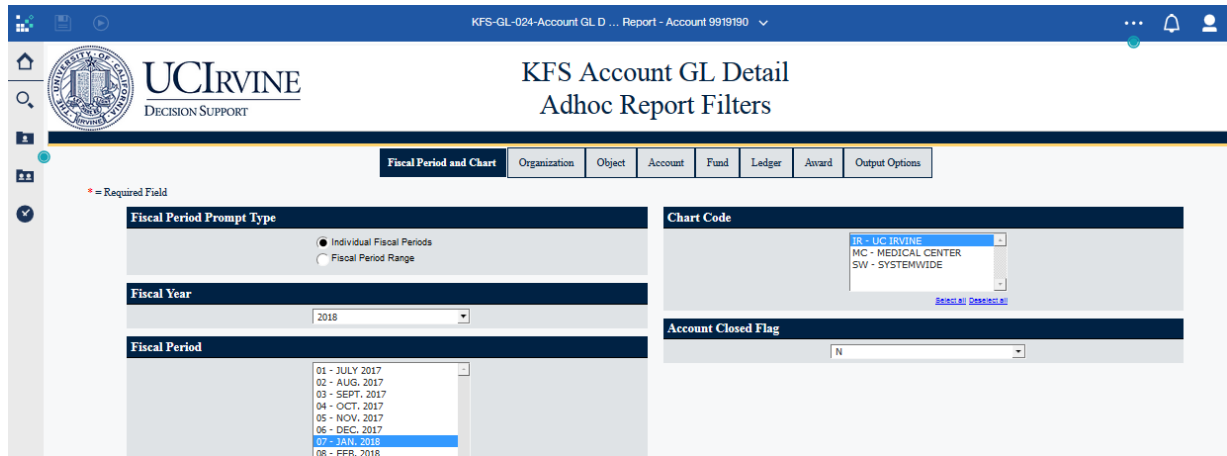 KFS-GL-024-Account GL D ... Report - Account 9919190
UCIRVINE
DECISION SUPPORT
KFS Account GL Detail
Adhoc Report Filters
Fiscal Period and Chart
Organization
Object
Account
Fund
Ledger
Award
Output Options
* = Required Field
Fiscal Period Prompt Type
Individual Fiscal Periods
Fiscal Period Range
Fiscal Year
2018
Fiscal Period
01 - JULY 2017
02 - AUG. 2017
03 - SEPT. 2017
04 - OCT. 2017
05 - NOV. 2017
06 - DEC. 2017
07 - JAN. 2018
08 - FEB. 2018
Chart Code
IR - UC IRVINE
MC - MEDICAL CENTER
SW - SYSTEMWIDE
Select all Deselect all
Account Closed Flag
N